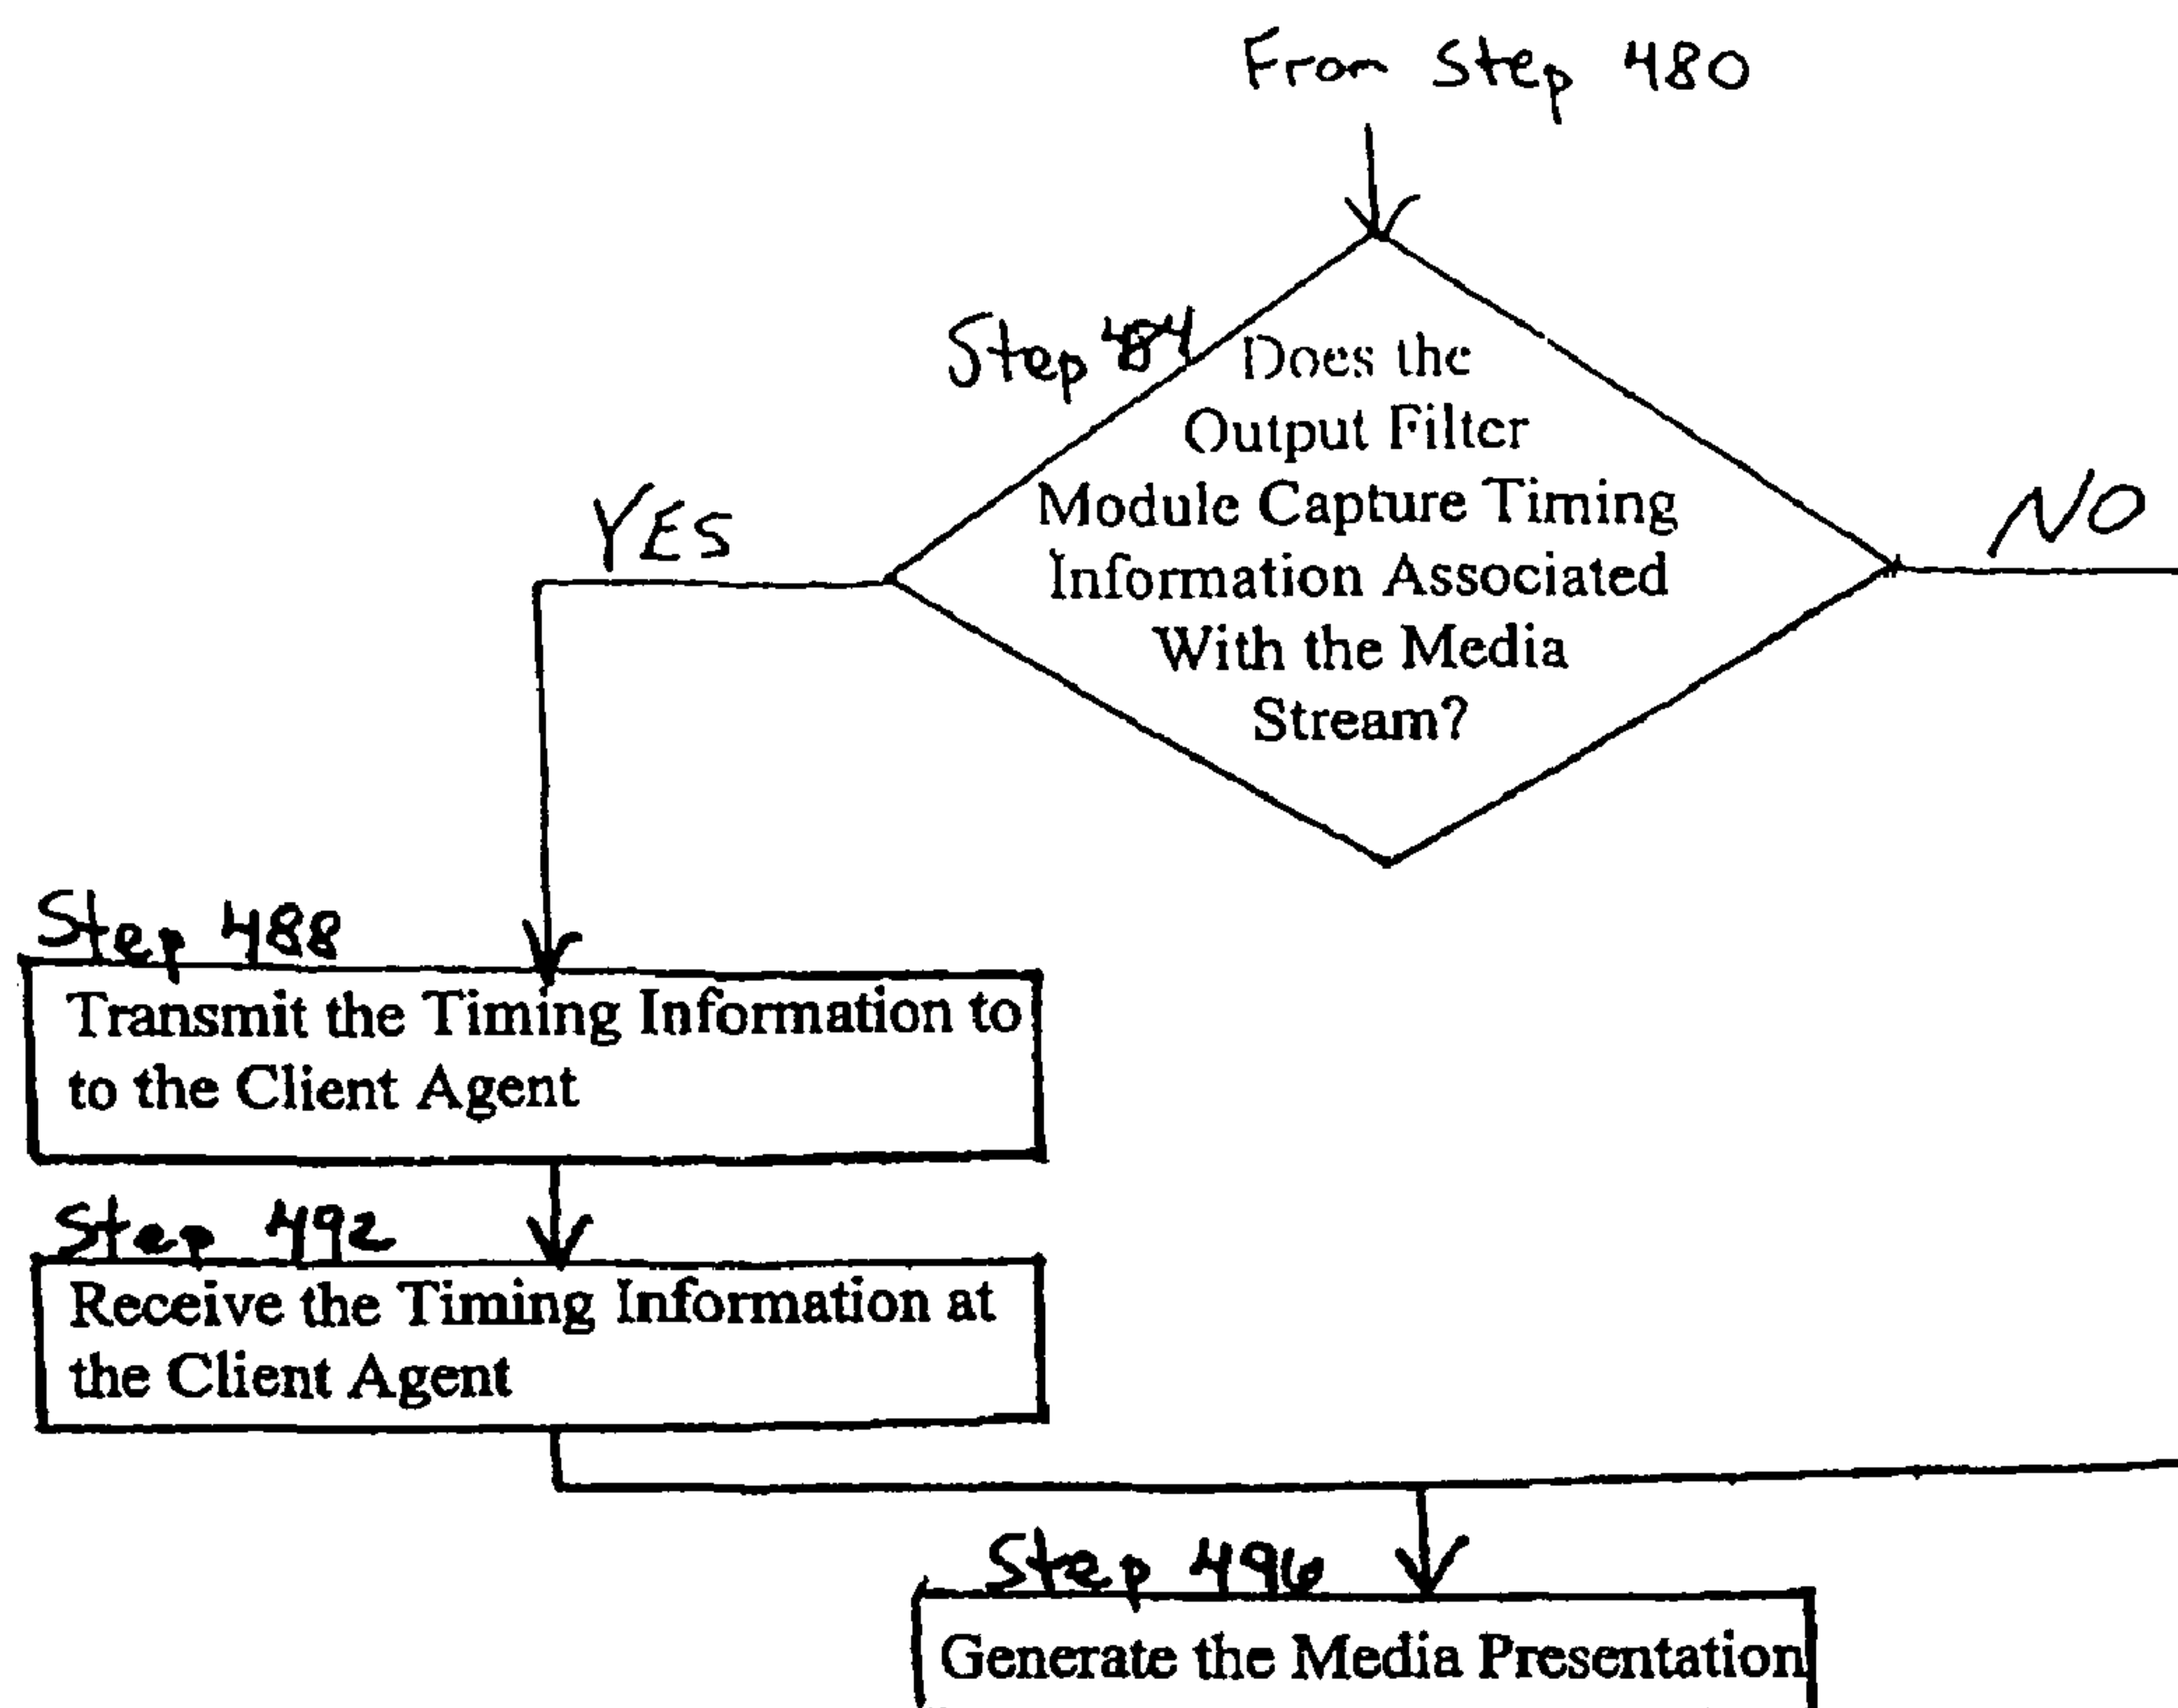 From Step 480
Step 484
Does the
Output Filter
Module Capture Timing
Information Associated
With the Media
Stream?
YES
NO
Step 488
Transmit the Timing Information to
to the Client Agent
Step 492
Receive the Timing Information at
the Client Agent
Step 496
Generate the Media Presentation